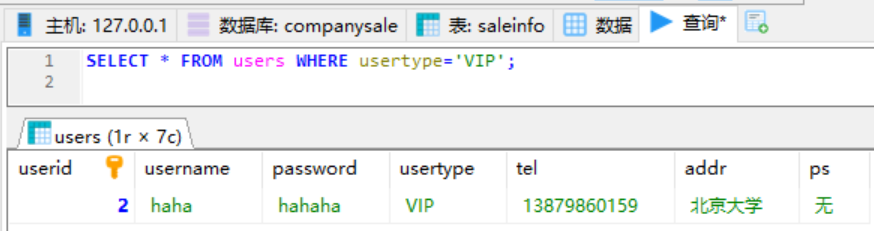 主机: 127.0.0.1 数据库: companysale 表: saleinfo 数据 查询*
1 SELECT * FROM users WHERE usertype='VIP';
2
users (1r × 7c)
userid username password usertype tel addr ps
2 haha hahaha VIP 13879860159 北京大学 无